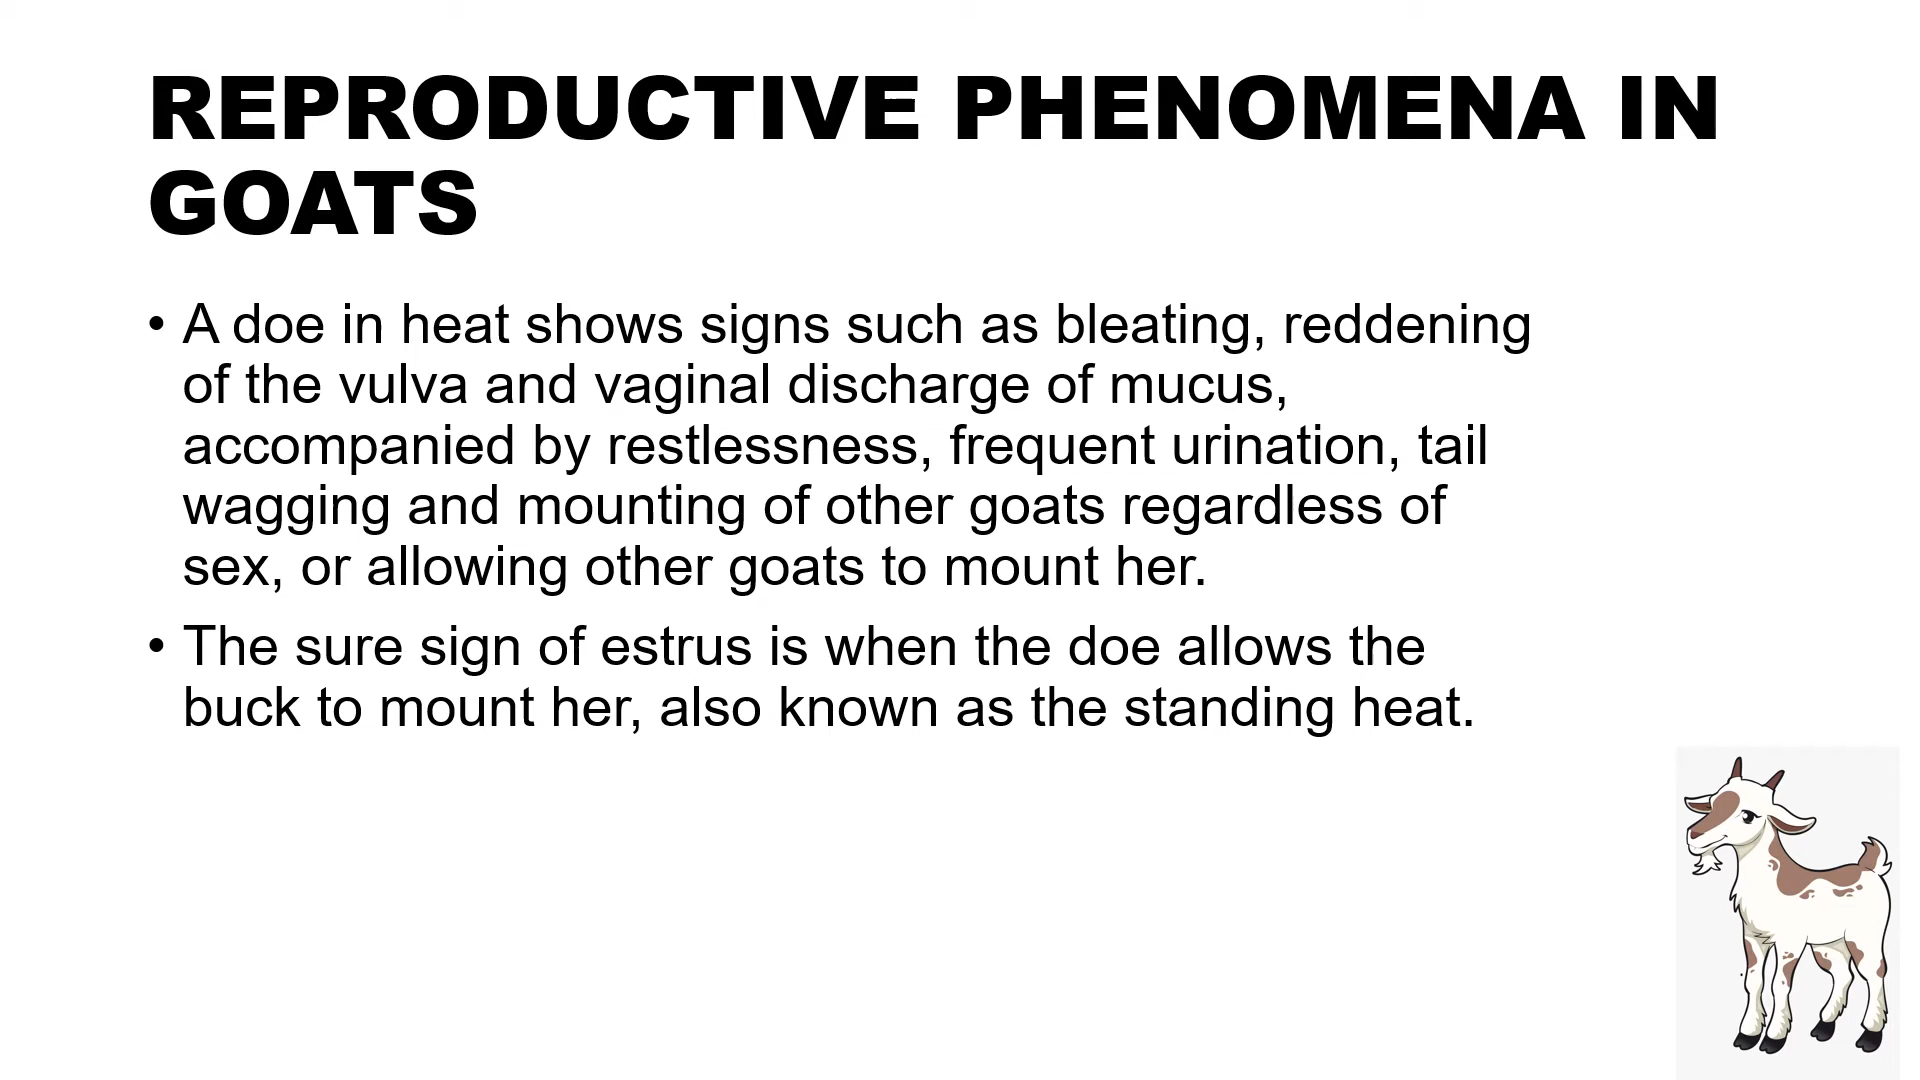 REPRODUCTIVE PHENOMENA IN
GOATS
• A doe in heat shows signs such as bleating, reddening
of the vulva and vaginal discharge of mucus,
accompanied by restlessness, frequent urination, tail
wagging and mounting of other goats regardless of
sex, or allowing other goats to mount her.
• The sure sign of estrus is when the doe allows the
buck to mount her, also known as the standing heat.